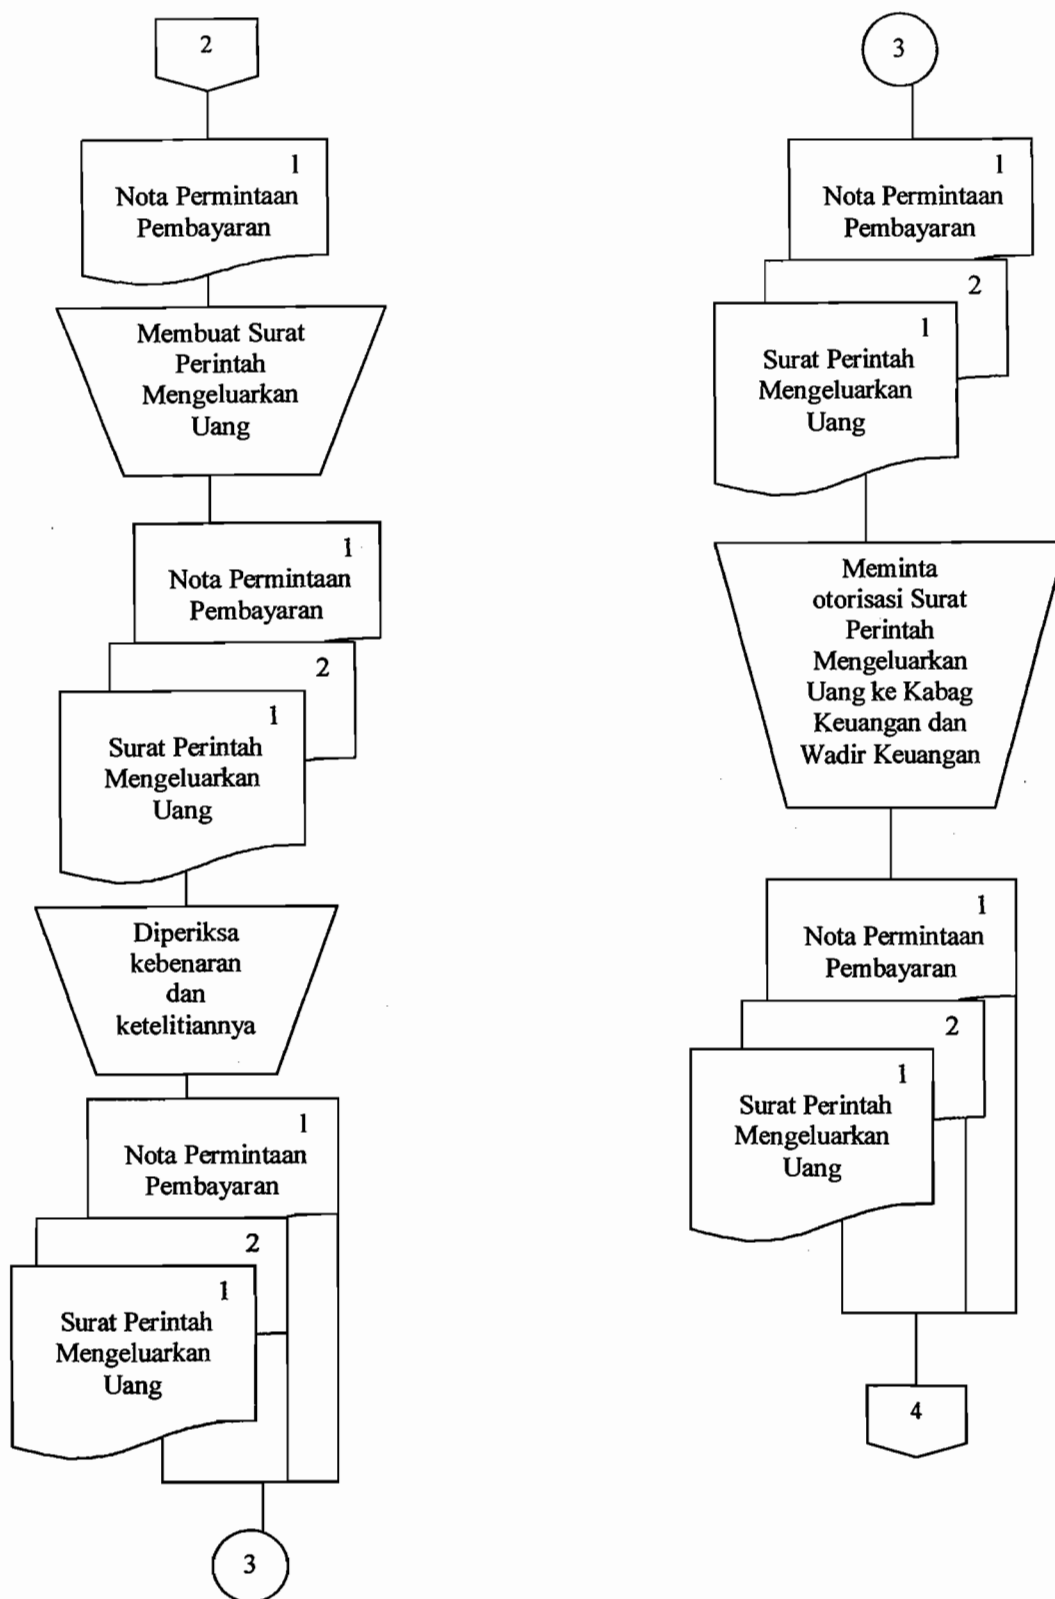 2
1
Nota Permintaan
Pembayaran
Membuat Surat
Perintah
Mengeluarkan
Uang
1
Nota Permintaan
Pembayaran
2
1
Surat Perintah
Mengeluarkan
Uang
Diperiksa
kebenaran
dan
ketelitiannya
1
Nota Permintaan
Pembayaran
2
1
Surat Perintah
Mengeluarkan
Uang
3
3
1
Nota Permintaan
Pembayaran
2
1
Surat Perintah
Mengeluarkan
Uang
Meminta
otorisasi Surat
Perintah
Mengeluarkan
Uang ke Kabag
Keuangan dan
Wadir Keuangan
1
Nota Permintaan
Pembayaran
2
1
Surat Perintah
Mengeluarkan
Uang
4